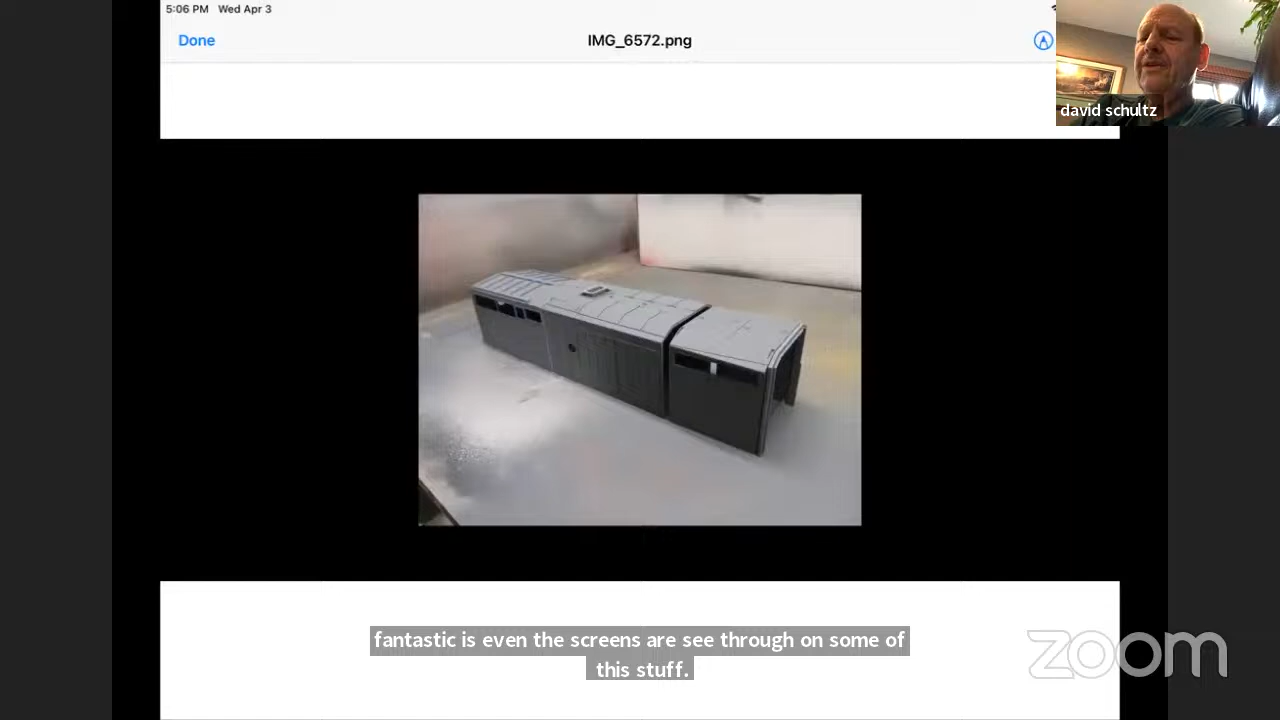 5:06 PM Wed Apr 3
Done
IMG_6572.png
david schultz
fantastic is even the screens are see through on some of
this stuff.
zoom